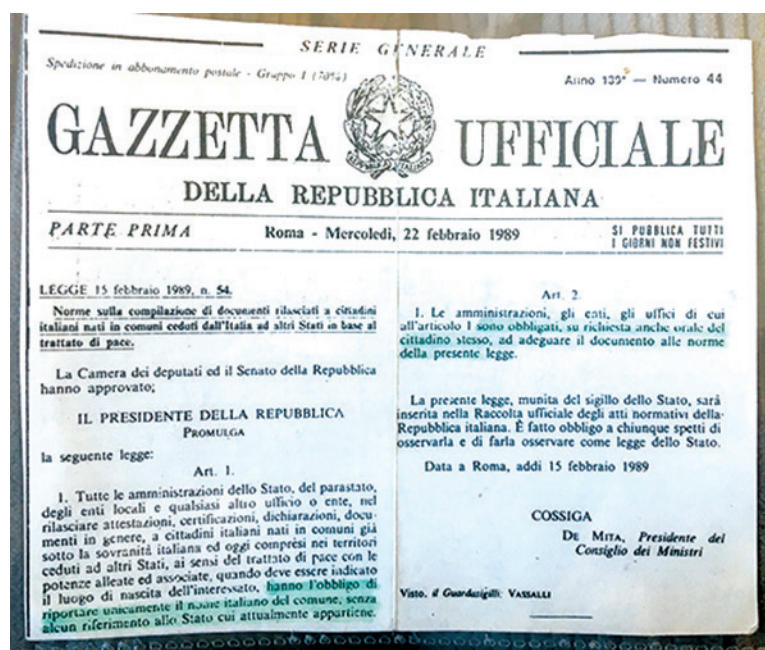 SERIE GENERALE
Spedizione in abbonamento postale - Gruppo I (70%)
Anno 130° — Numero 44
GAZZETTA UFFICIALE
DELLA REPUBBLICA ITALIANA
PARTE PRIMA
Roma - Mercoledì, 22 febbraio 1989
SI PUBBLICA TUTTI
I GIORNI NON FESTIVI
LEGGE 15 febbraio 1989, n. 54.
Norme sulla compilazione di documenti rilasciati a cittadini
italiani nati in comuni ceduti dall'Italia ad altri Stati in base al
trattato di pace.
La Camera dei deputati ed il Senato della Repubblica
hanno approvato;
IL PRESIDENTE DELLA REPUBBLICA
PROMULGA
la seguente legge:
Art. 1.
1. Tutte le amministrazioni dello Stato, del parastato,
degli enti locali e qualsiasi altro ufficio o ente, nel
rilasciare attestazioni, certificazioni, dichiarazioni, docu-
menti in genere, a cittadini italiani nati in comuni già
sotto la sovranità italiana ed oggi compresi nei territori
ceduti ad altri Stati, ai sensi del trattato di pace con le
potenze alleate ed associate, quando deve essere indicato
il luogo di nascita dell'interessato, hanno l'obbligo di
riportare unicamente il nome italiano del comune, senza
alcun riferimento allo Stato cui attualmente appartiene.
Art. 2.
1. Le amministrazioni, gli enti, gli uffici di cui
all'articolo 1 sono obbligati, su richiesta anche orale del
cittadino stesso, ad adeguare il documento alle norme
della presente legge.
La presente legge, munita del sigillo dello Stato, sarà
inserita nella Raccolta ufficiale degli atti normativi della
Repubblica italiana. È fatto obbligo a chiunque spetti di
osservarla e di farla osservare come legge dello Stato.
Data a Roma, addì 15 febbraio 1989
COSSIGA
DE MITA, Presidente del
Consiglio dei Ministri
Visto, il Guardasigilli: VASSALLI